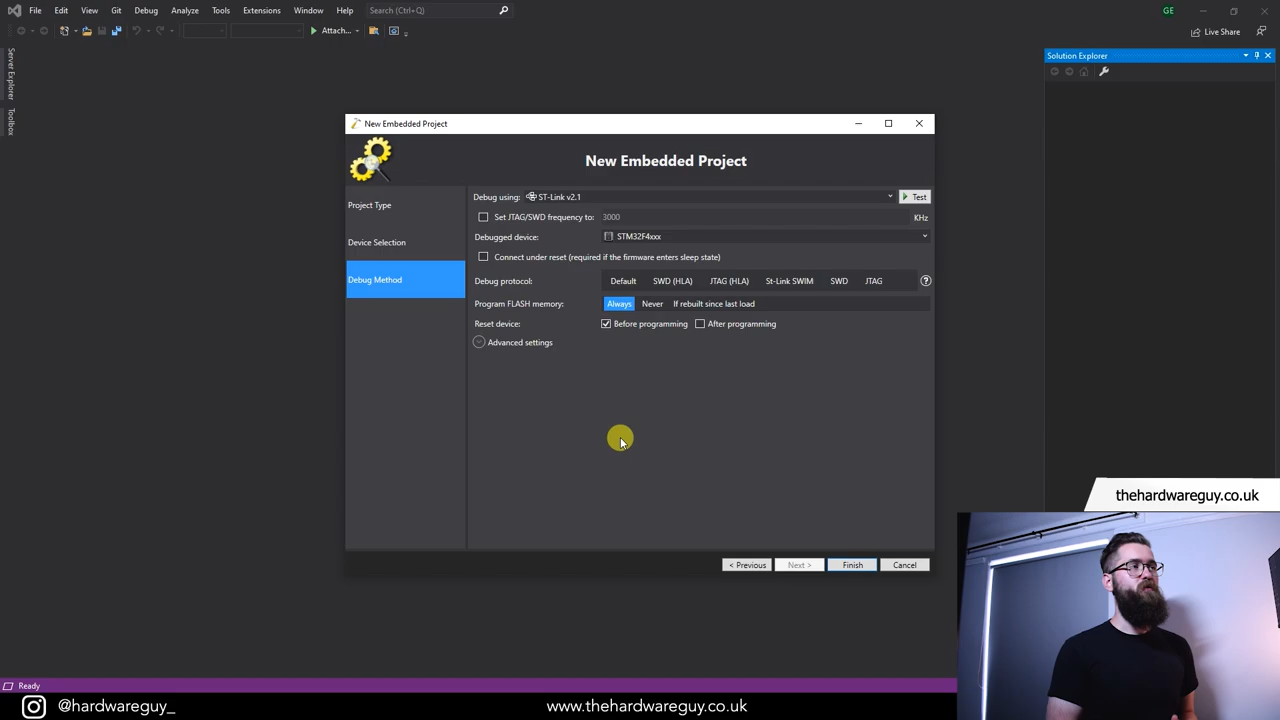 File Edit View Git Debug Analyze Tools Extensions Window Help Search (Ctrl+Q) GE
Attach... Live Share
Server Explorer
Toolbox
Solution Explorer
New Embedded Project
New Embedded Project
Project Type
Device Selection
Debug Method
Debug using: ST-Link v2.1 Test
Set JTAG/SWD frequency to: 3000 KHz
Debugged device: STM32F4xxx
Connect under reset (required if the firmware enters sleep state)
Debug protocol: Default SWD (HLA) JTAG (HLA) St-Link SWIM SWD JTAG ?
Program FLASH memory: Always Never If rebuilt since last load
Reset device: Before programming After programming
Advanced settings
< Previous Next > Finish Cancel
thehardwareguy.co.uk
Ready
@hardwareguy_ www.thehardwareguy.co.uk